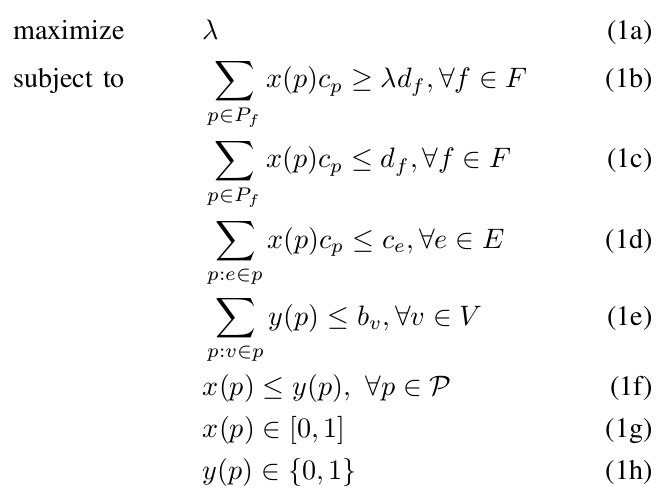 maximize λ (1a)
subject to ∑_{p∈P_f} x(p)c_p ≥ λd_f, ∀f ∈ F (1b)
∑_{p∈P_f} x(p)c_p ≤ d_f, ∀f ∈ F (1c)
∑_{p:e∈p} x(p)c_p ≤ c_e, ∀e ∈ E (1d)
∑_{p:v∈p} y(p) ≤ b_v, ∀v ∈ V (1e)
x(p) ≤ y(p), ∀p ∈ 𝒫 (1f)
x(p) ∈ [0, 1] (1g)
y(p) ∈ {0, 1} (1h)